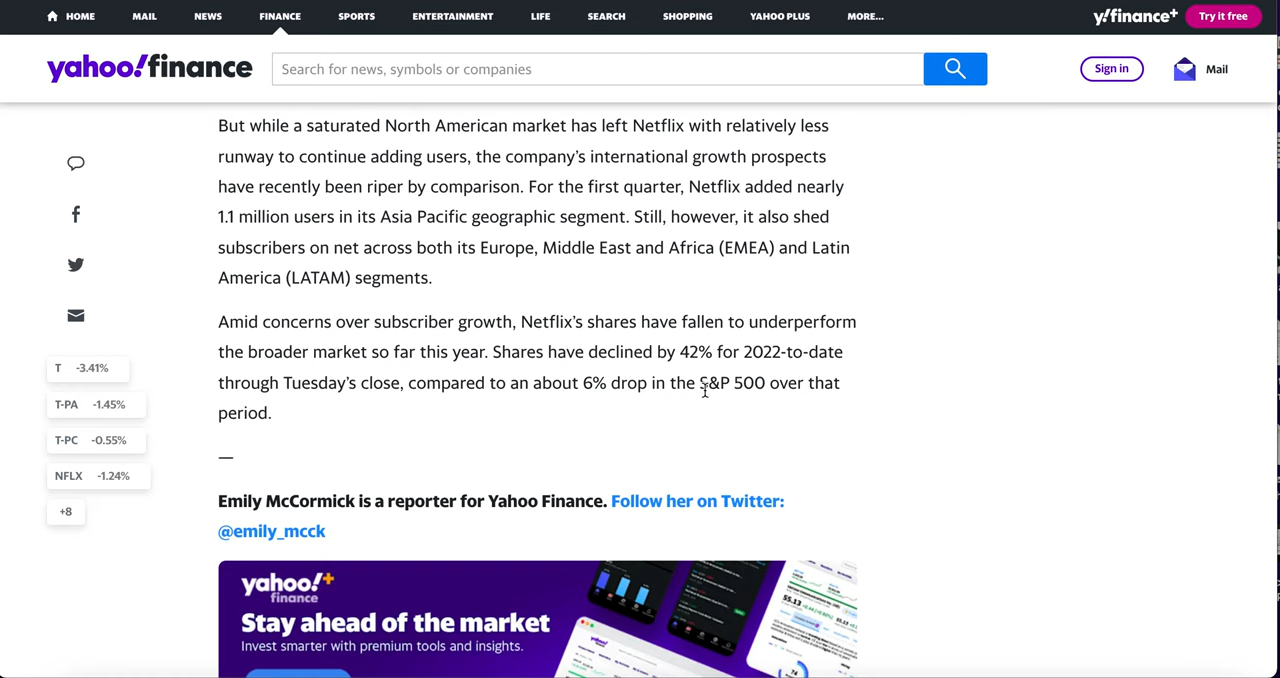 HOME MAIL NEWS FINANCE SPORTS ENTERTAINMENT LIFE SEARCH SHOPPING YAHOO PLUS MORE... y!finance+ Try it free
yahoo!finance Search for news, symbols or companies Sign in Mail
But while a saturated North American market has left Netflix with relatively less
runway to continue adding users, the company's international growth prospects
have recently been riper by comparison. For the first quarter, Netflix added nearly
1.1 million users in its Asia Pacific geographic segment. Still, however, it also shed
subscribers on net across both its Europe, Middle East and Africa (EMEA) and Latin
America (LATAM) segments.
Amid concerns over subscriber growth, Netflix's shares have fallen to underperform
the broader market so far this year. Shares have declined by 42% for 2022-to-date
through Tuesday's close, compared to an about 6% drop in the S&P 500 over that
period.
—
T -3.41%
T-PA -1.45%
T-PC -0.55%
NFLX -1.24%
+8
Emily McCormick is a reporter for Yahoo Finance. Follow her on Twitter:
@emily_mcck
yahoo!+
finance
Stay ahead of the market
Invest smarter with premium tools and insights.